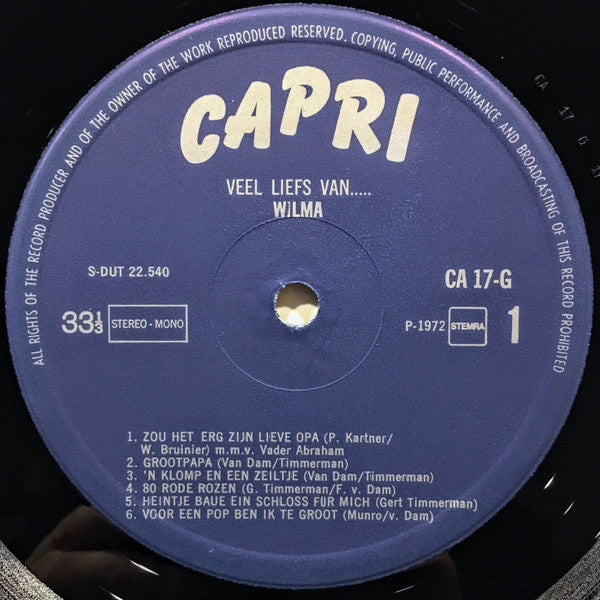 ALL RIGHTS OF THE RECORD PRODUCER AND OF THE OWNER OF THE WORK REPRODUCED RESERVED. COPYING, PUBLIC PERFORMANCE AND BROADCASTING OF THIS RECORD PROHIBITED
CAPRI
VEEL LIEFS VAN.....
WILMA
S-DUT 22.540
CA 17-G
33⅓ STEREO - MONO
P-1972 STEMRA 1
1. ZOU HET ERG ZIJN LIEVE OPA (P. Kartner/
W. Bruinier) m.m.v. Vader Abraham
2. GROOTPAPA (Van Dam/Timmerman)
3. 'N KLOMP EN EEN ZEILTJE (Van Dam/Timmerman)
4. 80 RODE ROZEN (G. Timmerman/F. v. Dam)
5. HEINTJE BAUE EIN SCHLOSS FÜR MICH (Gert Timmerman)
6. VOOR EEN POP BEN IK TE GROOT (Munro/v. Dam)
CA 17 G